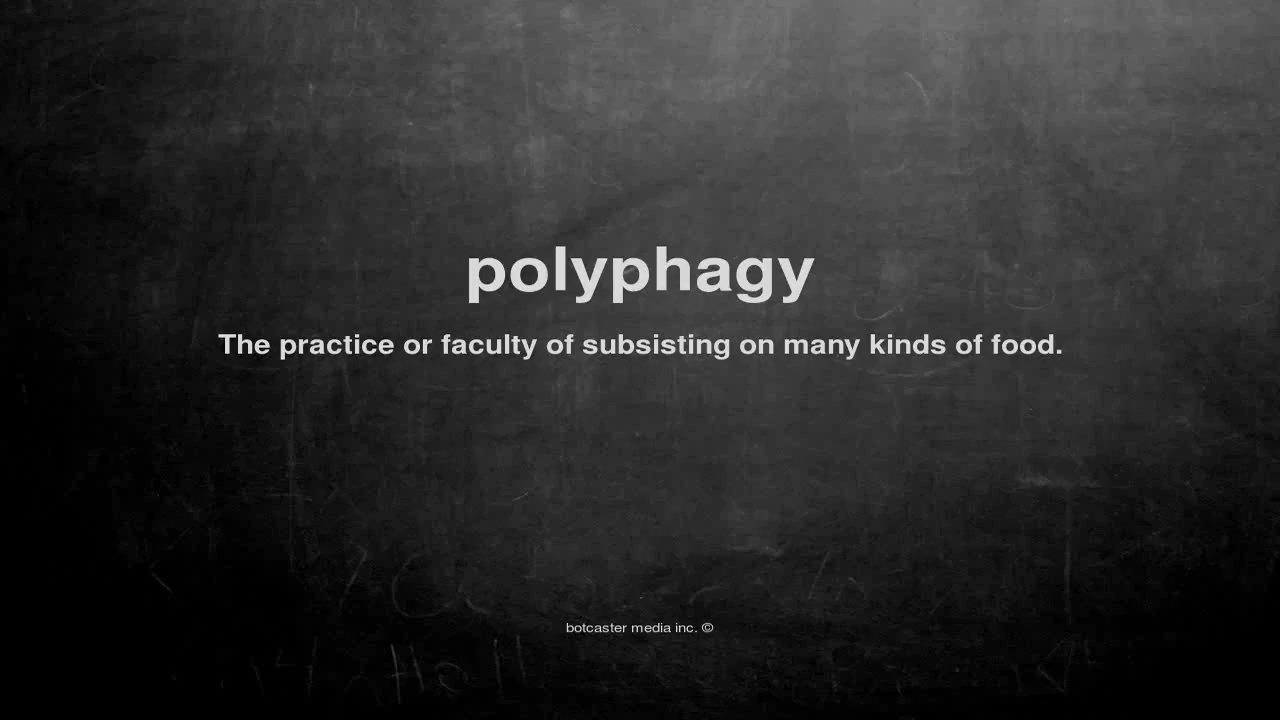 polyphagy
The practice or faculty of subsisting on many kinds of food.
botcaster media inc. ©